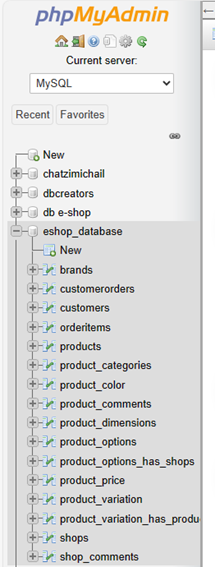 phpMyAdmin
Current server:
MySQL
Recent Favorites
New
chatzimichail
dbcreators
db e-shop
eshop_database
New
brands
customerorders
customers
orderitems
products
product_categories
product_color
product_comments
product_dimensions
product_options
product_options_has_shops
product_price
product_variation
product_variation_has_produ
shops
shop_comments